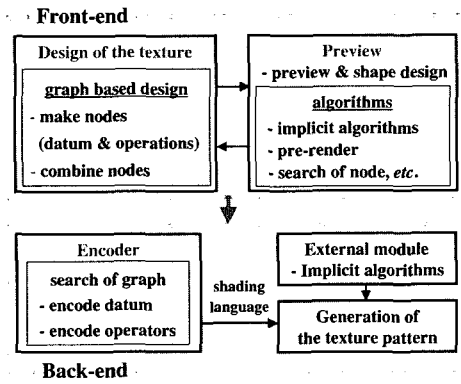 Front-end
Design of the texture
graph based design
- make nodes
(datum & operations)
- combine nodes
Preview
- preview & shape design
algorithms
- implicit algorithms
- pre-render
- search of node, etc.
Encoder
search of graph
- encode datum
- encode operators
shading
language
External module
- Implicit algorithms
Generation of
the texture pattern
Back-end